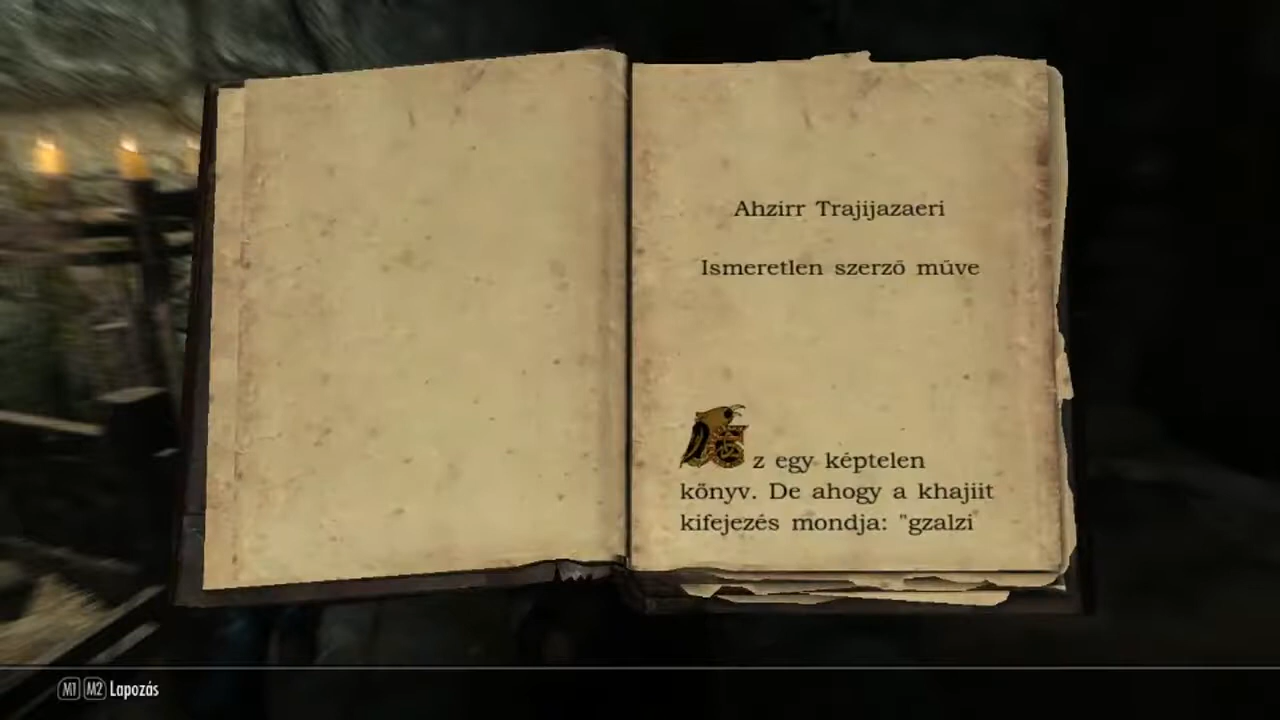 Ahzirr Trajijazaeri
Ismeretlen szerző műve
Ez egy képtelen
könyv. De ahogy a khajiit
kifejezés mondja: "gzalzi
M1 M2 Lapozás